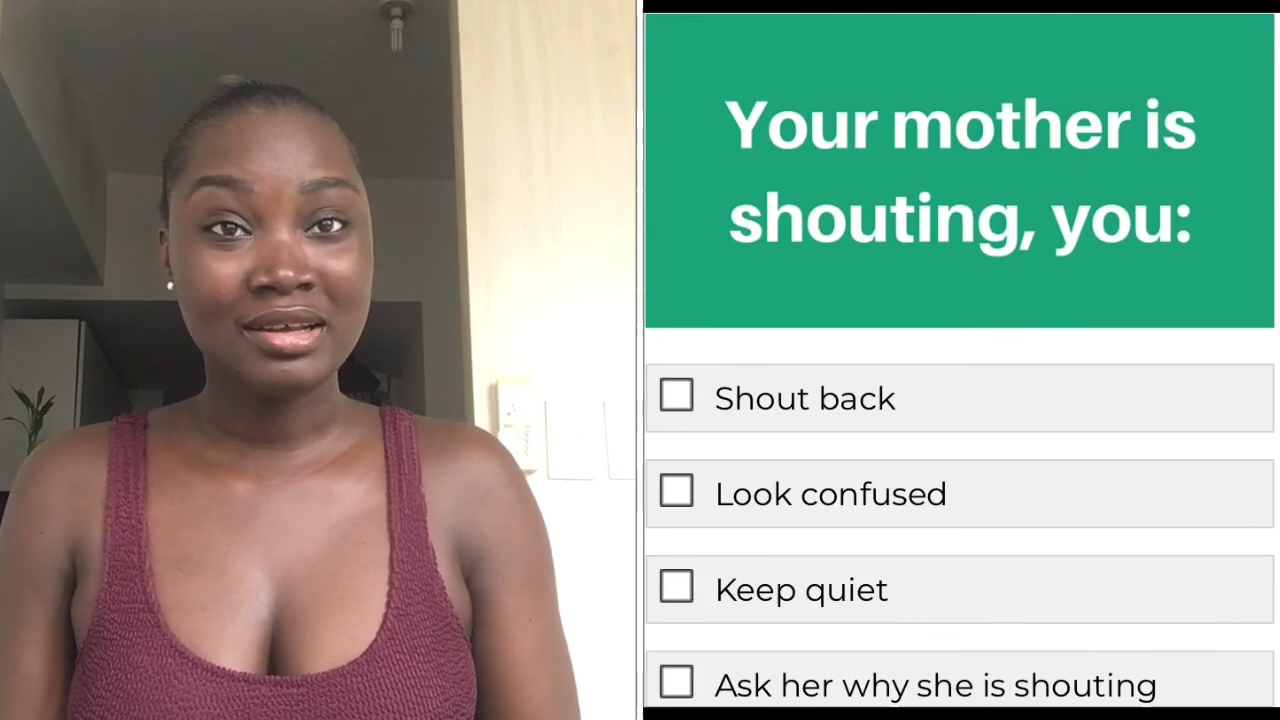 Your mother is
shouting, you:
Shout back
Look confused
Keep quiet
Ask her why she is shouting